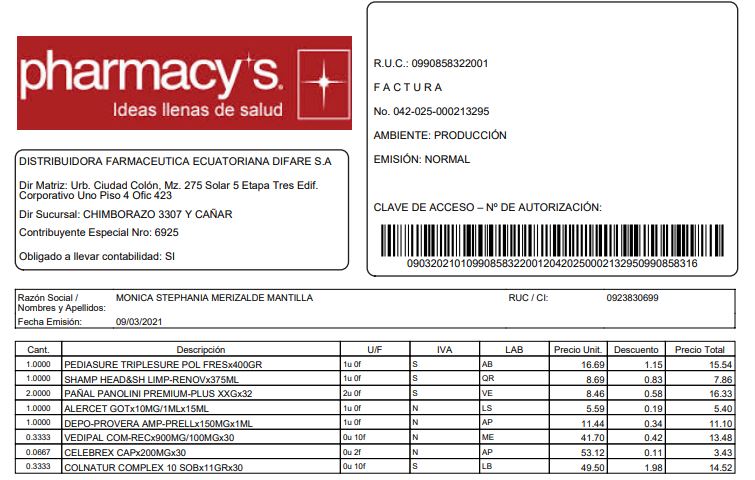 pharmacy's.
Ideas llenas de salud
R.U.C.: 0990858322001
F A C T U R A
No. 042-025-000213295
AMBIENTE: PRODUCCIÓN
EMISIÓN: NORMAL
CLAVE DE ACCESO – Nº DE AUTORIZACIÓN:
0903202101099085832200120420250002132950990858316
DISTRIBUIDORA FARMACEUTICA ECUATORIANA DIFARE S.A
Dir Matriz: Urb. Ciudad Colón, Mz. 275 Solar 5 Etapa Tres Edif.
Corporativo Uno Piso 4 Ofic 423
Dir Sucursal: CHIMBORAZO 3307 Y CAÑAR
Contribuyente Especial Nro: 6925
Obligado a llevar contabilidad: SI
Razón Social / MONICA STEPHANIA MERIZALDE MANTILLA RUC / CI: 0923830699
Nombres y Apellidos:
Fecha Emisión: 09/03/2021
Cant. Descripción U/F IVA LAB Precio Unit. Descuento Precio Total
1.0000 PEDIASURE TRIPLESURE POL FRESx400GR 1u 0f S AB 16.69 1.15 15.54
1.0000 SHAMP HEAD&SH LIMP-RENOVx375ML 1u 0f S QR 8.69 0.83 7.86
2.0000 PAÑAL PANOLINI PREMIUM-PLUS XXGx32 2u 0f S VE 8.46 0.58 16.33
1.0000 ALERCET GOTx10MG/1MLx15ML 1u 0f N LS 5.59 0.19 5.40
1.0000 DEPO-PROVERA AMP-PRELLx150MGx1ML 1u 0f N AP 11.44 0.34 11.10
0.3333 VEDIPAL COM-RECx900MG/100MGx30 0u 10f N ME 41.70 0.42 13.48
0.0667 CELEBREX CAPx200MGx30 0u 2f N AP 53.12 0.11 3.43
0.3333 COLNATUR COMPLEX 10 SOBx11GRx30 0u 10f S LB 49.50 1.98 14.52